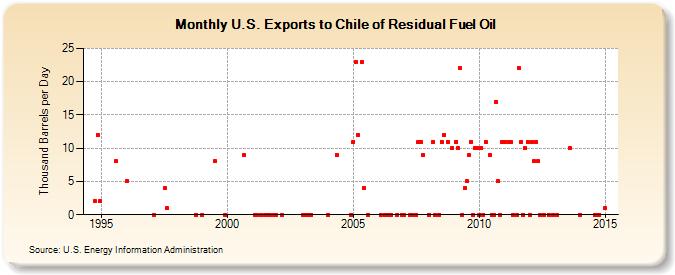 Monthly U.S. Exports to Chile of Residual Fuel Oil
Thousand Barrels per Day
25
20
15
10
5
0
1995 2000 2005 2010 2015
Source: U.S. Energy Information Administration